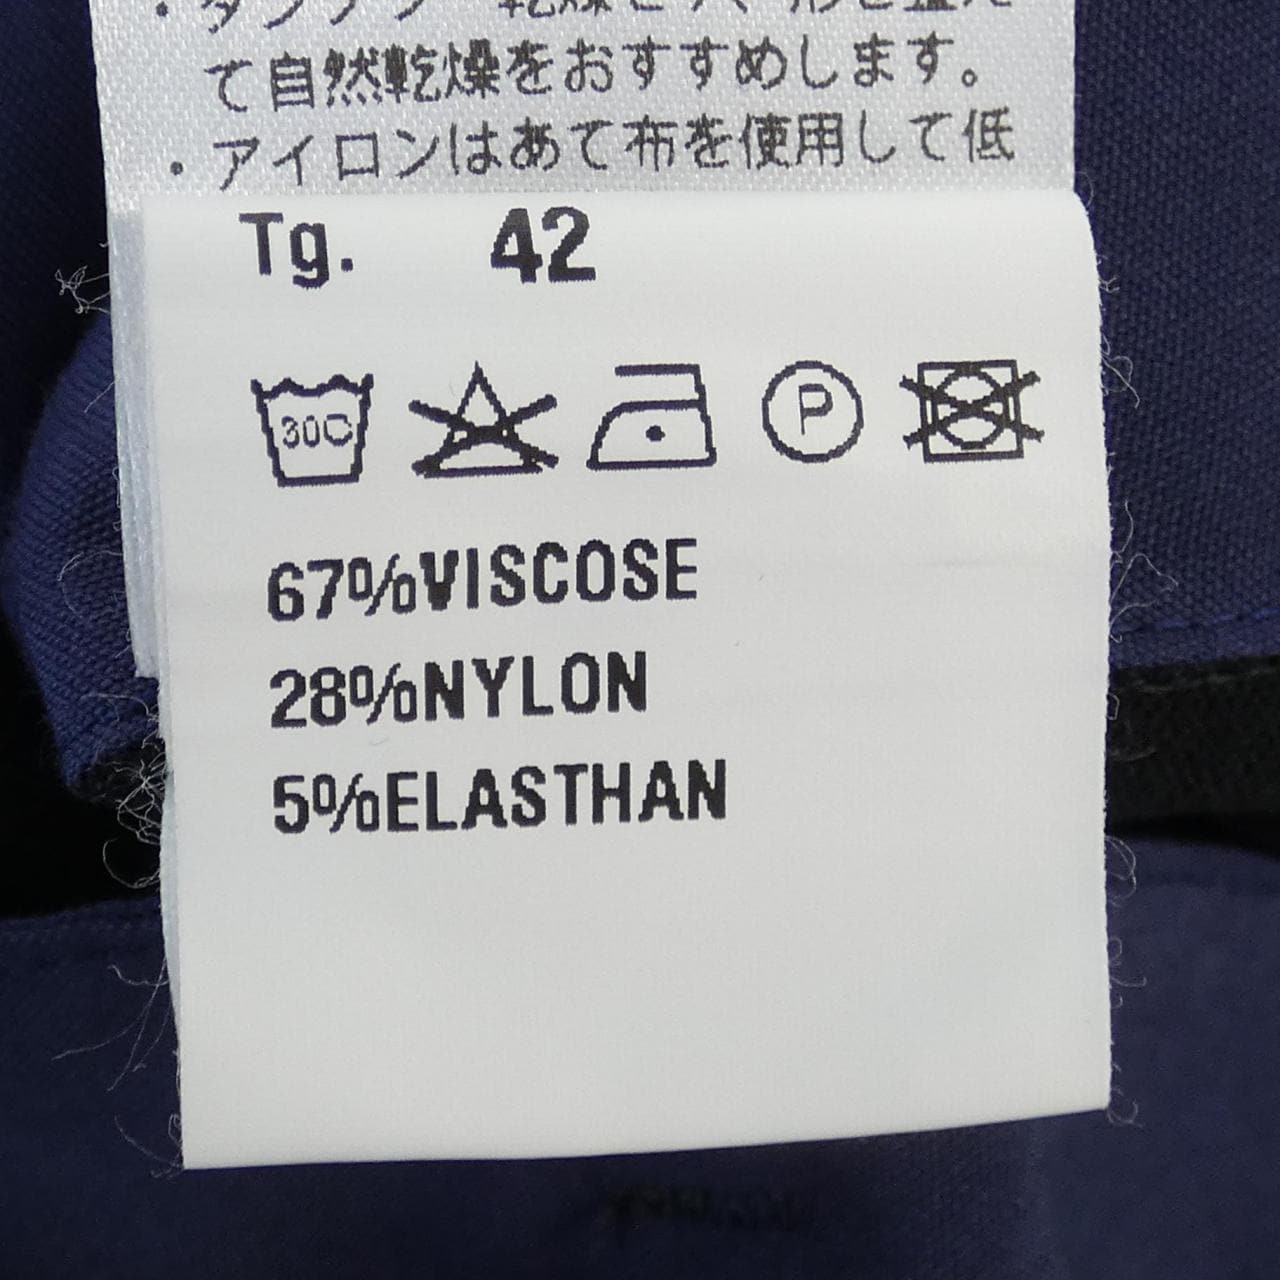 て自然乾燥をおすすめします。
・アイロンはあて布を使用して低
Tg. 42
30C P
67%VISCOSE
28%NYLON
5%ELASTHAN